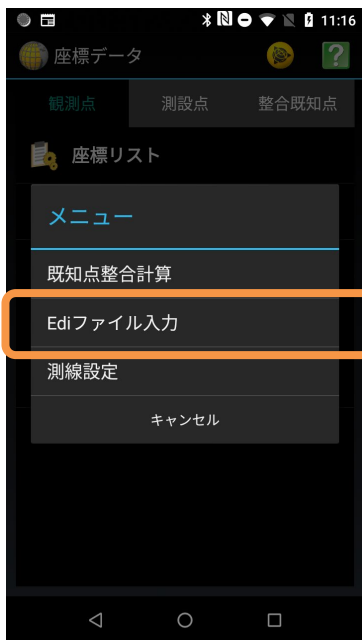 11:16
座標データ
観測点 測設点 整合既知点
座標リスト
メニュー
既知点整合計算
Ediファイル入力
測線設定
キャンセル